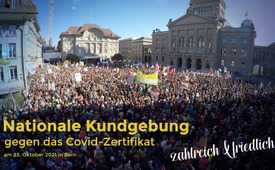 Nationale Kundgebung
gegen das Covid-Zertifikat
am 23. Oktober 2021 in Bern
zahlreich & friedlich